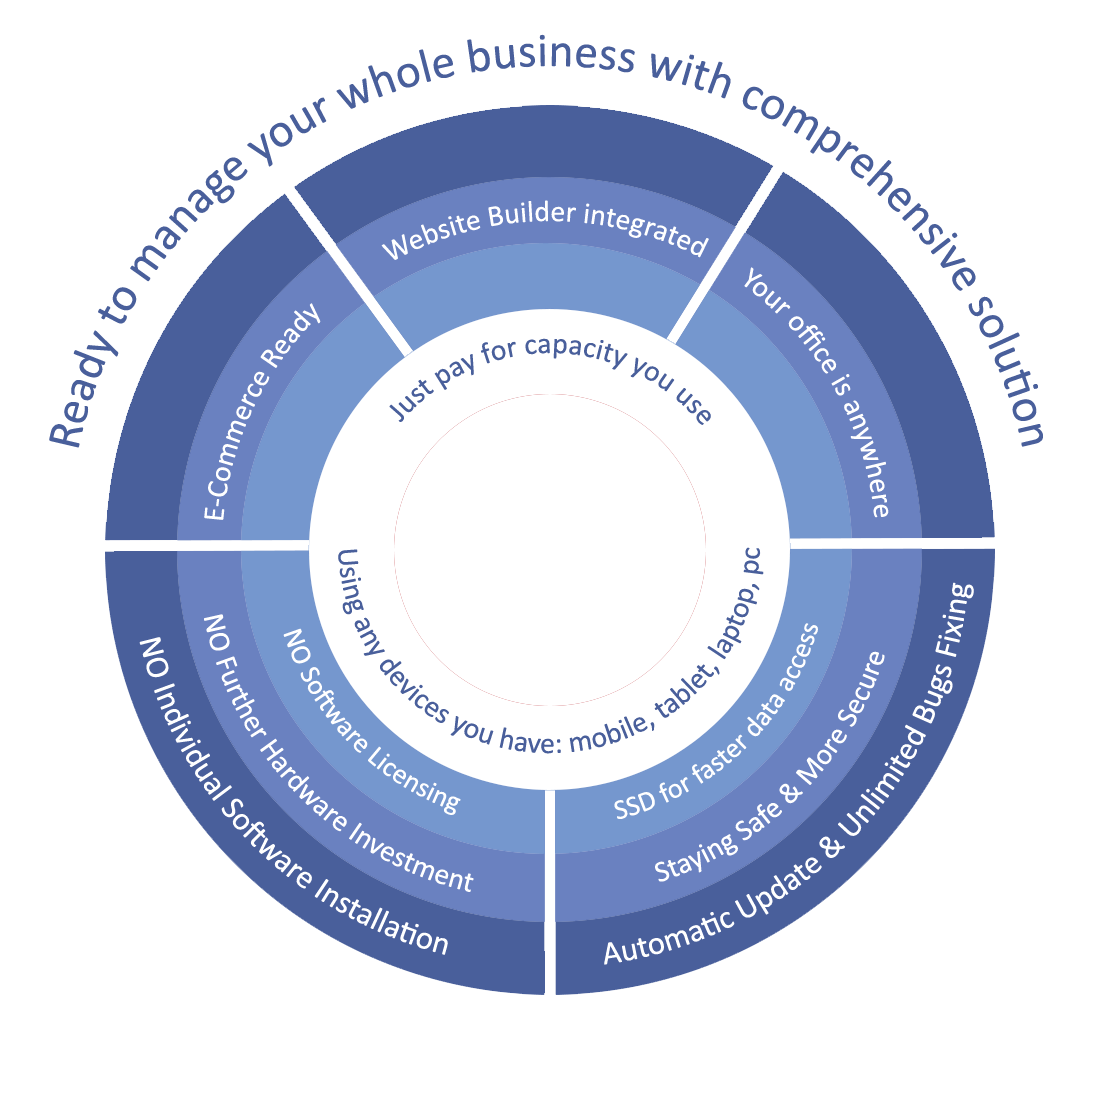 Ready to manage your whole business with comprehensive solution
Website Builder integrated
E-Commerce Ready
Your office is anywhere
Just pay for capacity you use
Using any devices you have: mobile, tablet, laptop, pc
NO Software Licensing
NO Further Hardware Investment
NO Individual Software Installation
SSD for faster data access
Staying Safe & More Secure
Automatic Update & Unlimited Bugs Fixing